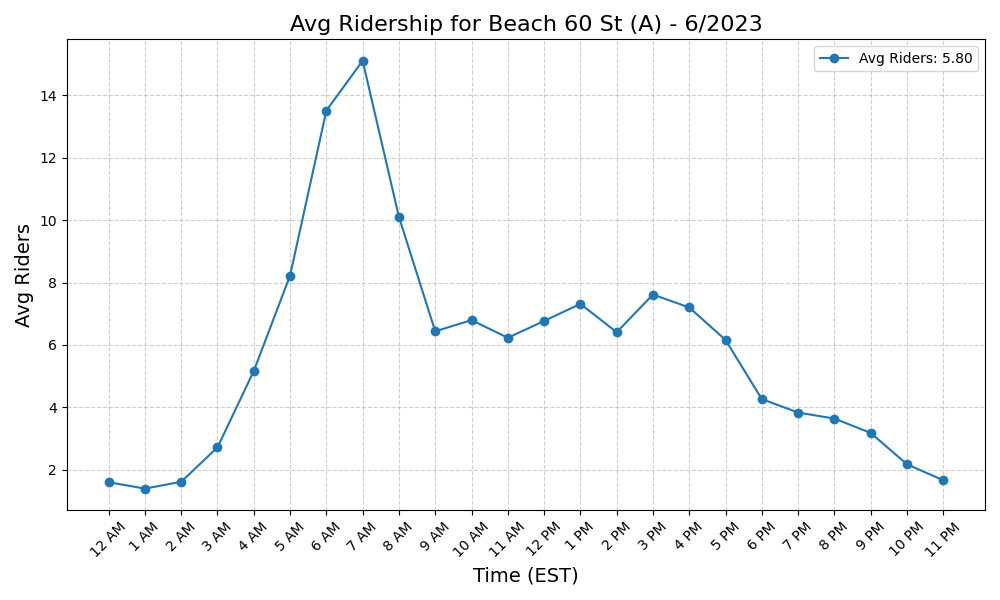 Avg Ridership for Beach 60 St (A) - 6/2023
Avg Riders: 5.80
Avg Riders
14
12
10
8
6
4
2
12 AM
1 AM
2 AM
3 AM
4 AM
5 AM
6 AM
7 AM
8 AM
9 AM
10 AM
11 AM
12 PM
1 PM
2 PM
3 PM
4 PM
5 PM
6 PM
7 PM
8 PM
9 PM
10 PM
11 PM
Time (EST)